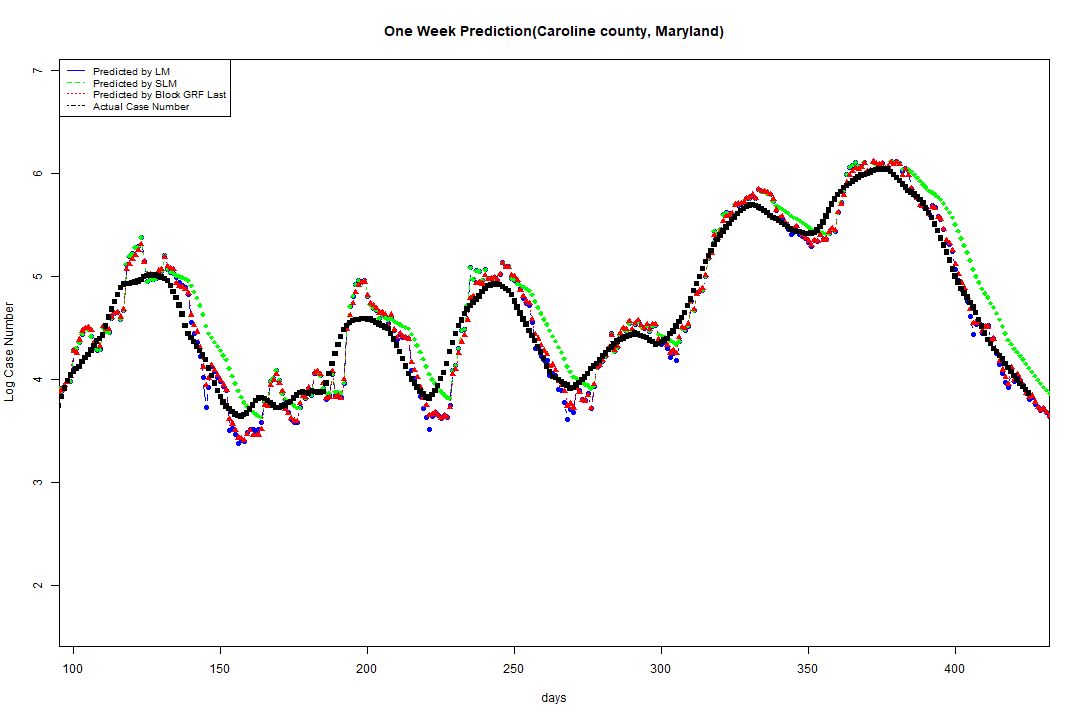 One Week Prediction(Caroline county, Maryland)
Predicted by LM
Predicted by SLM
Predicted by Block GRF Last
Actual Case Number
7
6
5
4
3
2
Log Case Number
100 150 200 250 300 350 400
days